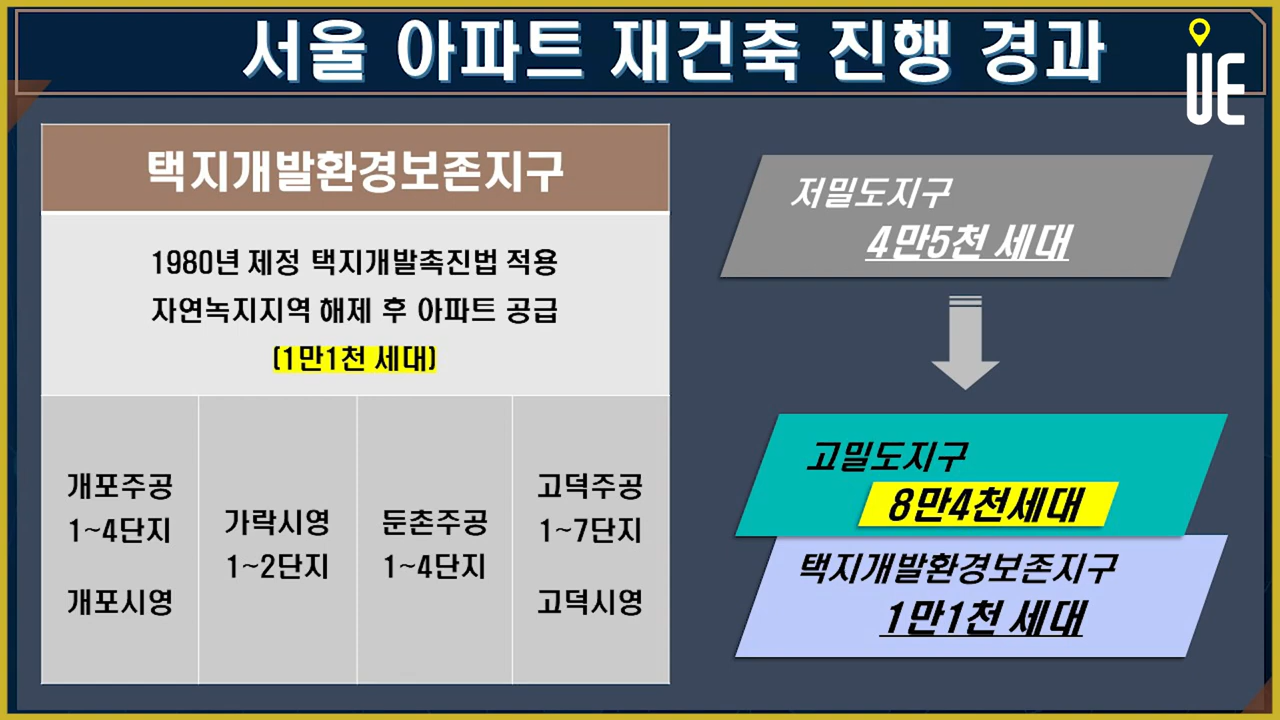 서울 아파트 재건축 진행 경과
UE
택지개발환경보존지구
1980년 제정 택지개발촉진법 적용
자연녹지지역 해제 후 아파트 공급
(1만1천 세대)
개포주공
1~4단지
개포시영
가락시영
1~2단지
둔촌주공
1~4단지
고덕주공
1~7단지
고덕시영
저밀도지구
4만5천 세대
고밀도지구
8만4천세대
택지개발환경보존지구
1만1천 세대